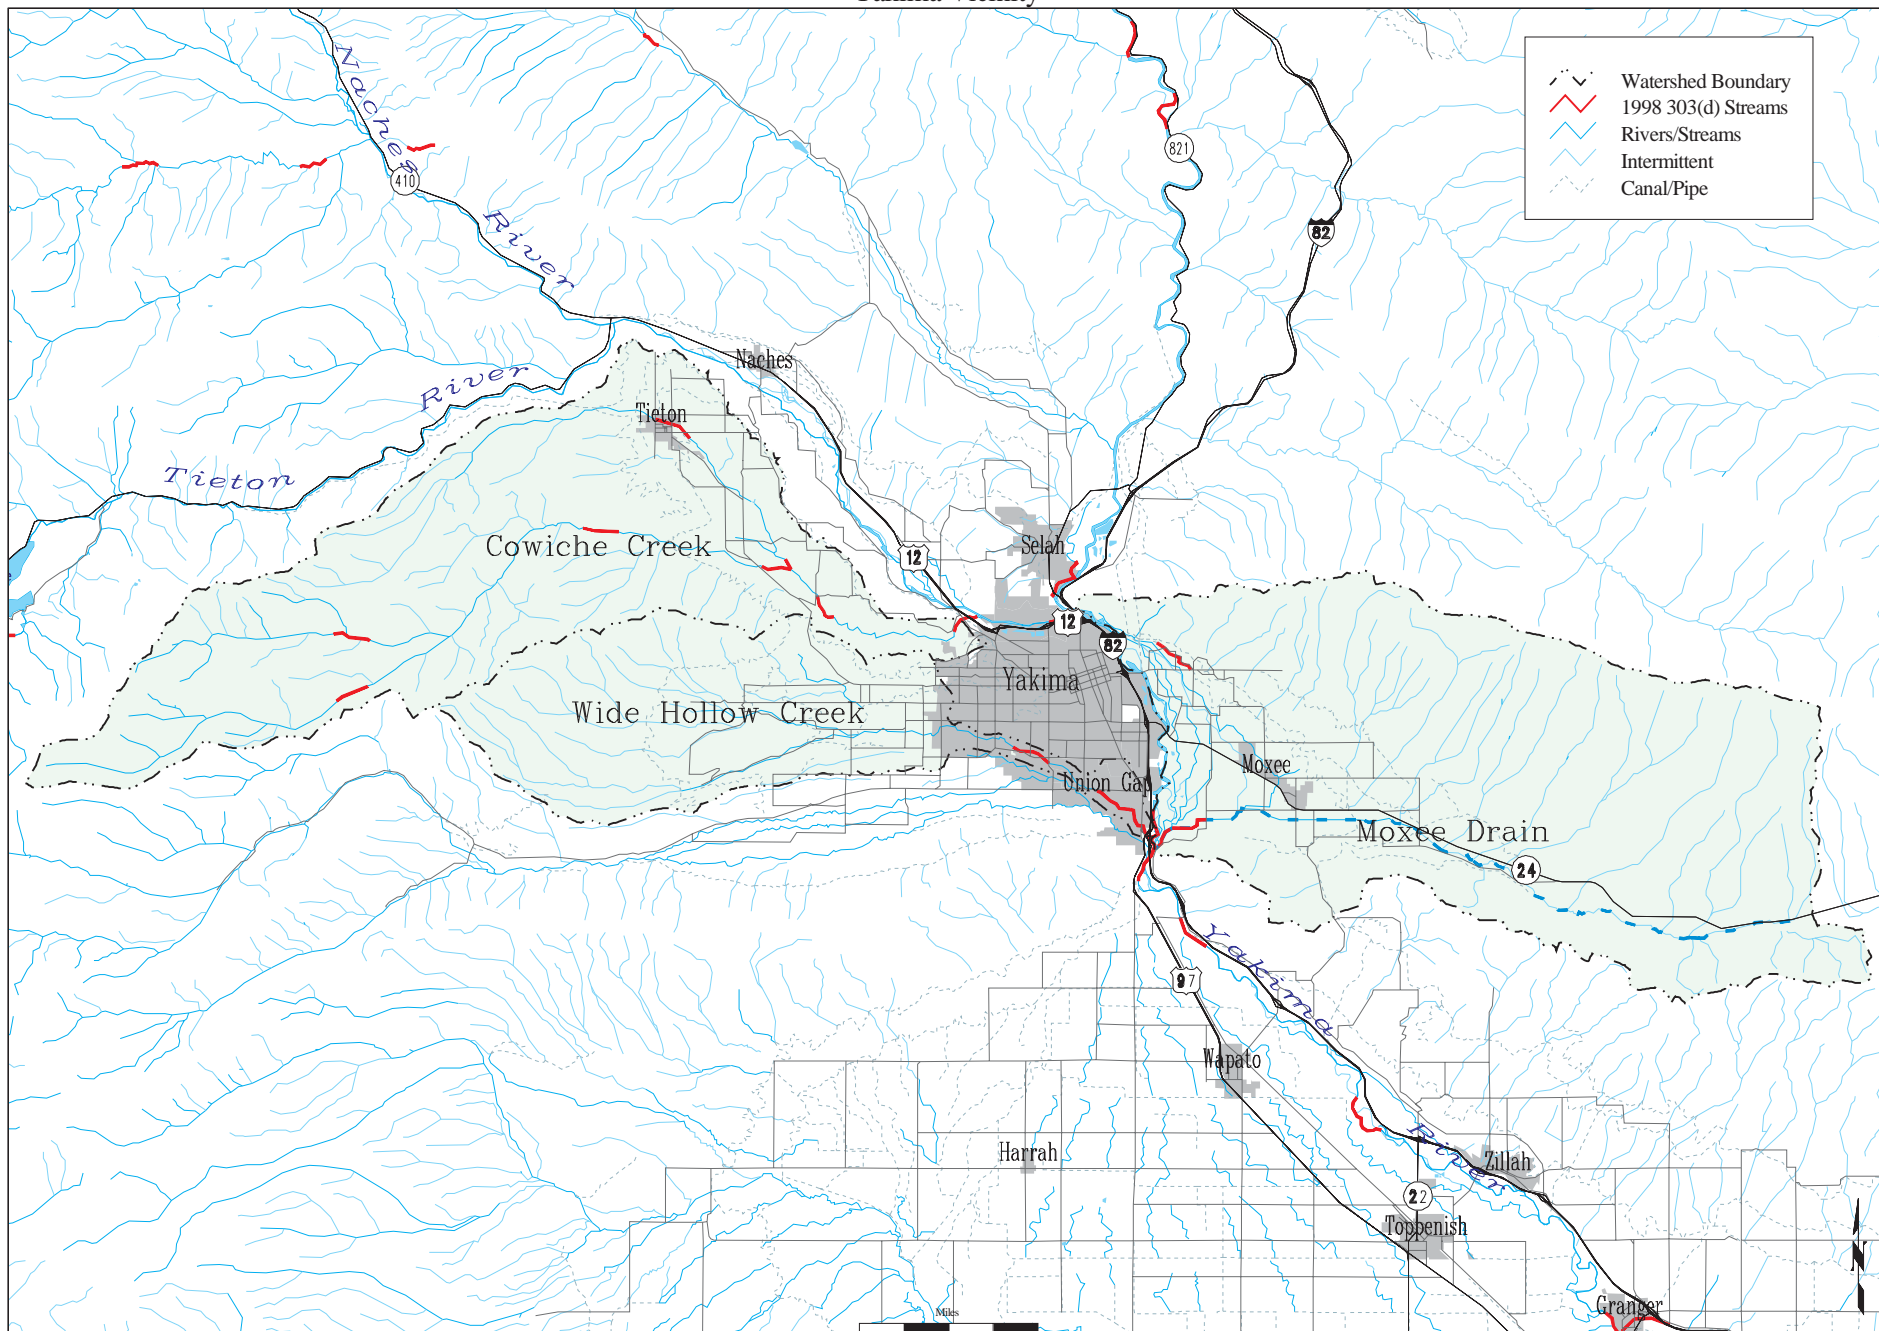 Watershed Boundary
1998 303(d) Streams
Rivers/Streams
Intermittent
Canal/Pipe
Naches
River
410
821
82
Naches
Tieton
River
Tieton
Cowiche Creek
12
Selah
12
82
Yakima
Wide Hollow Creek
Moxee
Union Gap
Moxee Drain
24
Yakima
River
97
Wapato
Harrah
Zillah
22
Toppenish
Granger
Miles
N